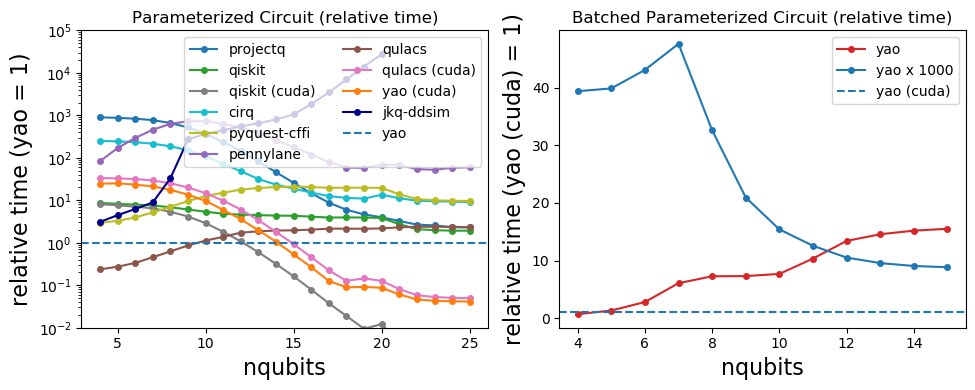 Parameterized Circuit (relative time)
relative time (yao = 1)
10^5
10^4
10^3
10^2
10^1
10^0
10^−1
10^−2
projectq
qiskit
qiskit (cuda)
cirq
pyquest-cffi
pennylane
qulacs
qulacs (cuda)
yao (cuda)
jkq-ddsim
yao
5
10
15
20
25
nqubits
Batched Parameterized Circuit (relative time)
relative time (yao (cuda) = 1)
40
30
20
10
0
yao
yao x 1000
yao (cuda)
4
6
8
10
12
14
nqubits